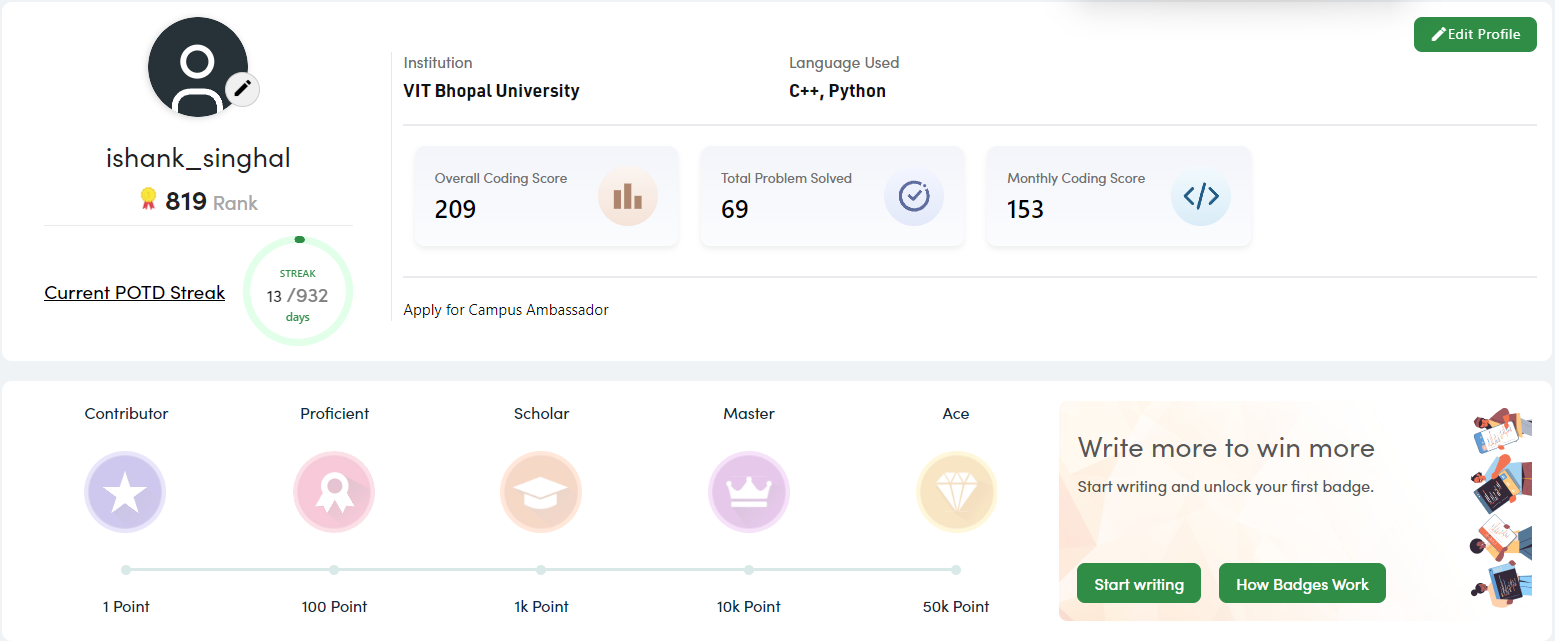 Edit Profile
ishank_singhal
819 Rank
Current POTD Streak
STREAK
13 /932
days
Institution
VIT Bhopal University
Language Used
C++, Python
Overall Coding Score
209
Total Problem Solved
69
Monthly Coding Score
153
Apply for Campus Ambassador
Contributor
Proficient
Scholar
Master
Ace
1 Point
100 Point
1k Point
10k Point
50k Point
Write more to win more
Start writing and unlock your first badge.
Start writing
How Badges Work